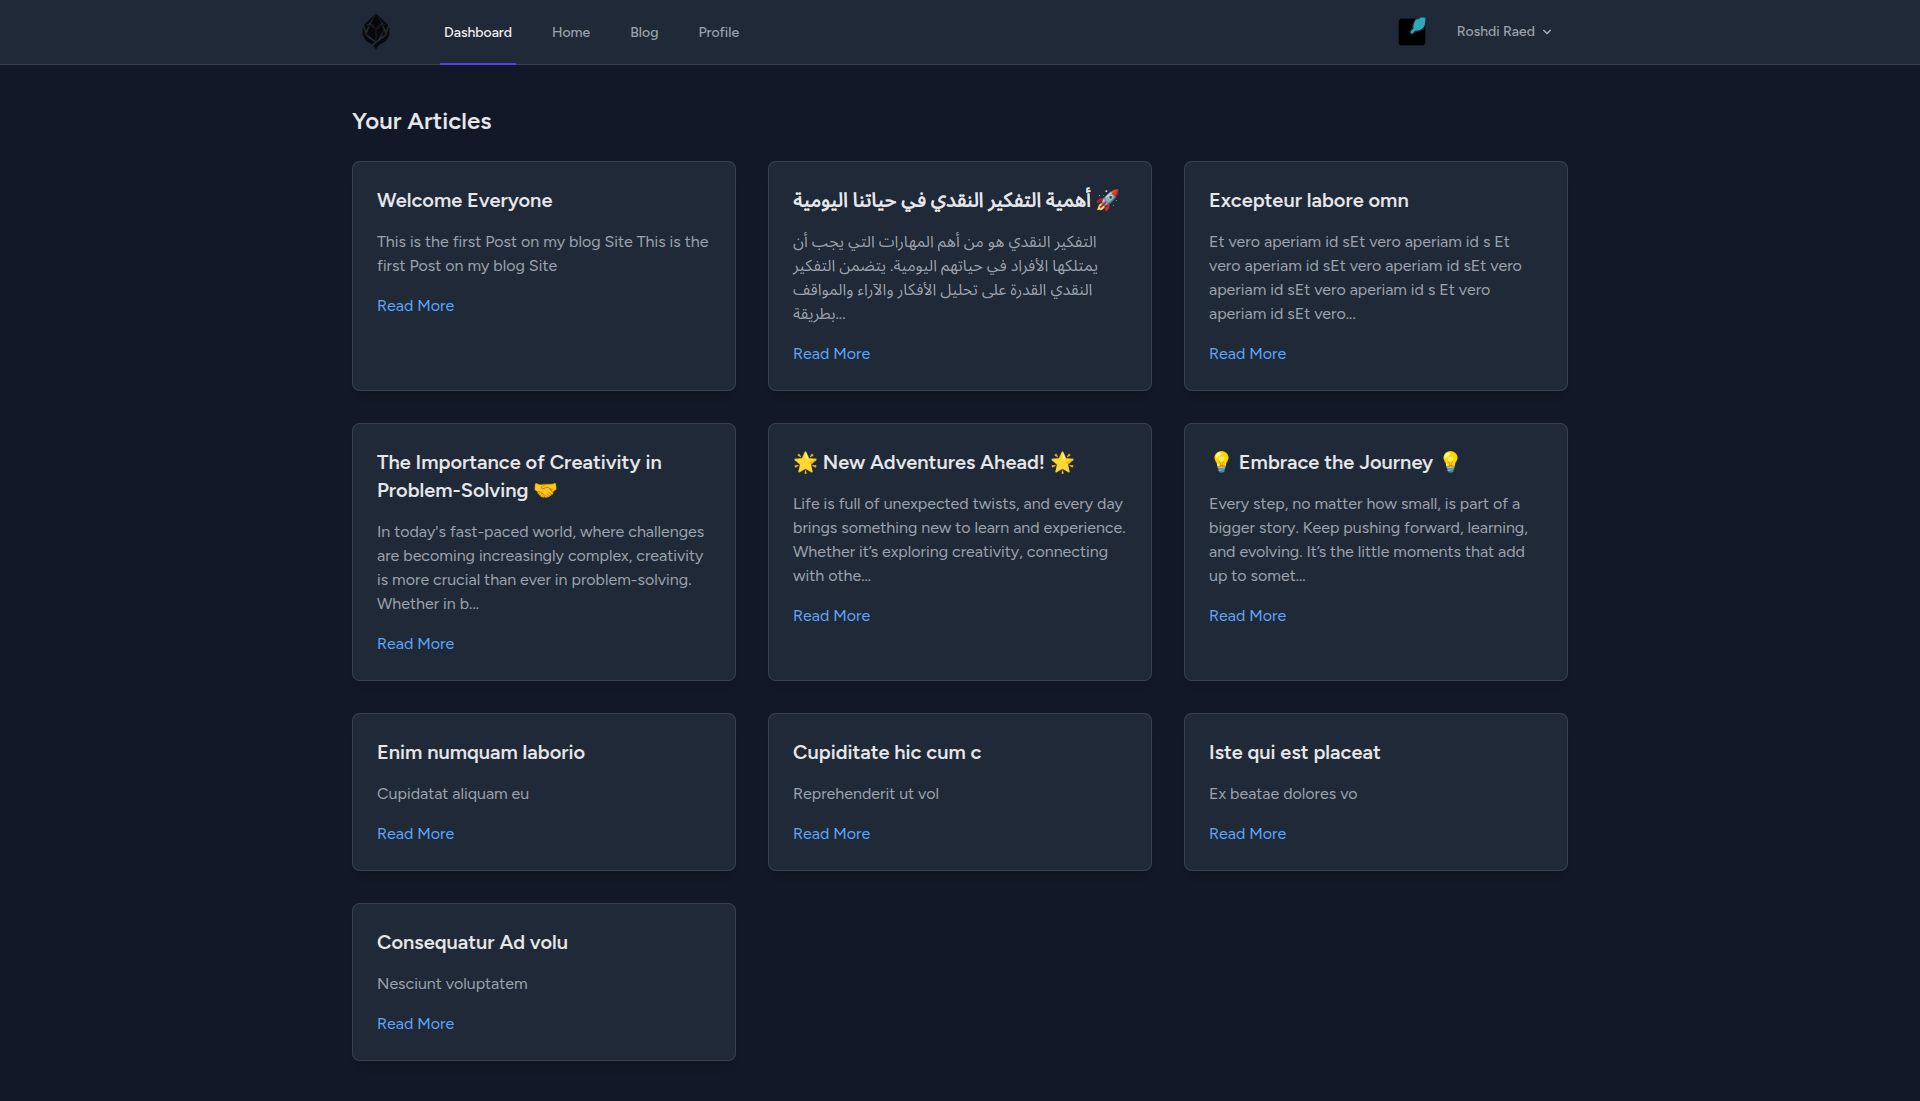 Dashboard
Home
Blog
Profile
Roshdi Raed
Your Articles
Welcome Everyone
This is the first Post on my blog Site This is the
first Post on my blog Site
Read More
أهمية التفكير النقدي في حياتنا اليومية 🚀
التفكير النقدي هو من أهم المهارات التي يجب أن
يمتلكها الأفراد في حياتهم اليومية. يتضمن التفكير
النقدي القدرة على تحليل الأفكار والآراء والمواقف
بطريقة...
Read More
Excepteur labore omn
Et vero aperiam id sEt vero aperiam id s Et
vero aperiam id sEt vero aperiam id sEt vero
aperiam id sEt vero aperiam id s Et vero
aperiam id sEt vero...
Read More
The Importance of Creativity in
Problem-Solving 🤝
In today's fast-paced world, where challenges
are becoming increasingly complex, creativity
is more crucial than ever in problem-solving.
Whether in b...
Read More
🌟 New Adventures Ahead! 🌟
Life is full of unexpected twists, and every day
brings something new to learn and experience.
Whether it’s exploring creativity, connecting
with othe...
Read More
💡 Embrace the Journey 💡
Every step, no matter how small, is part of a
bigger story. Keep pushing forward, learning,
and evolving. It’s the little moments that add
up to somet...
Read More
Enim numquam laborio
Cupidatat aliquam eu
Read More
Cupiditate hic cum c
Reprehenderit ut vol
Read More
Iste qui est placeat
Ex beatae dolores vo
Read More
Consequatur Ad volu
Nesciunt voluptatem
Read More